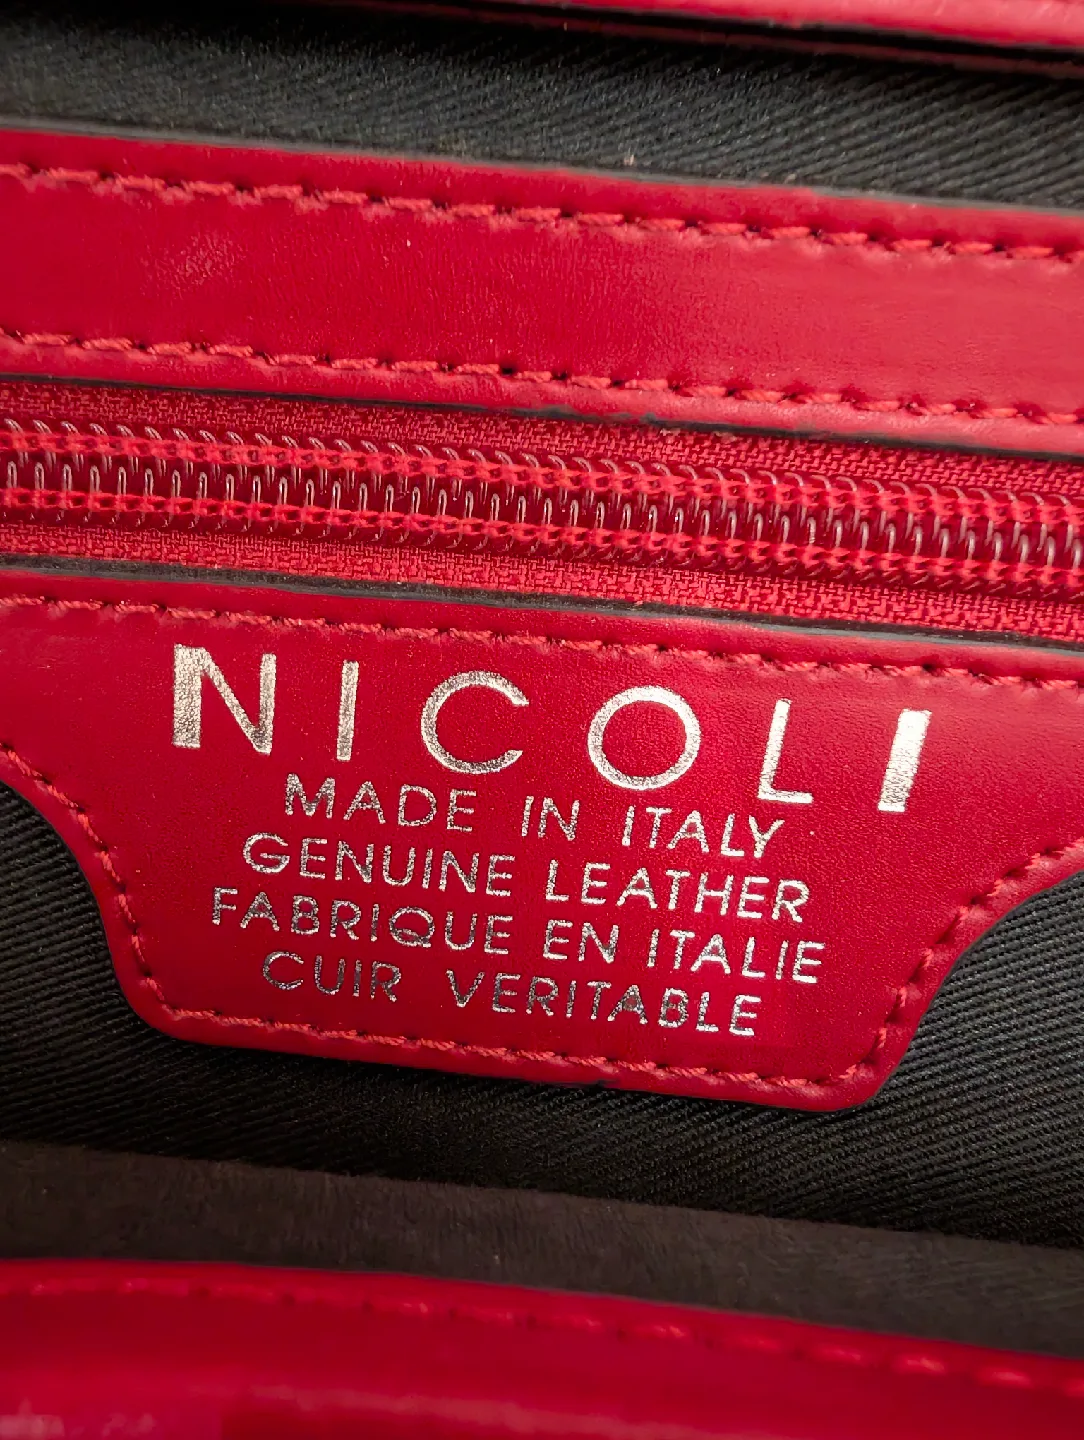 NICOLI
MADE IN ITALY
GENUINE LEATHER
FABRIQUE EN ITALIE
CUIR VERITABLE